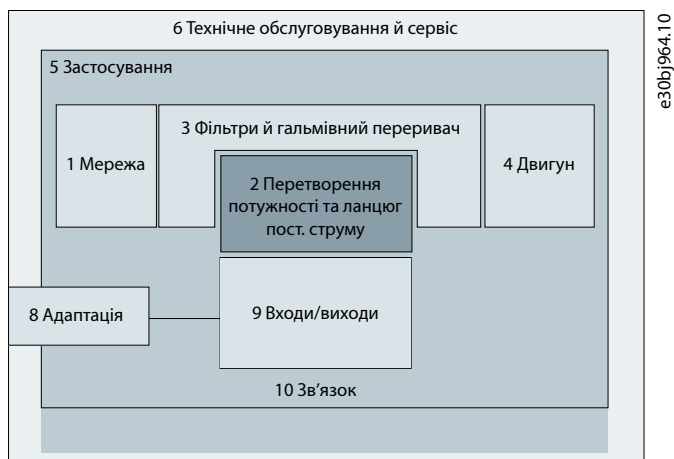 6 Технічне обслуговування й сервіс
5 Застосування
3 Фільтри й гальмівний переривач
1 Мережа
4 Двигун
2 Перетворення
потужності та ланцюг
пост. струму
8 Адаптація
9 Входи/виходи
10 Зв'язок
e30bj964.10